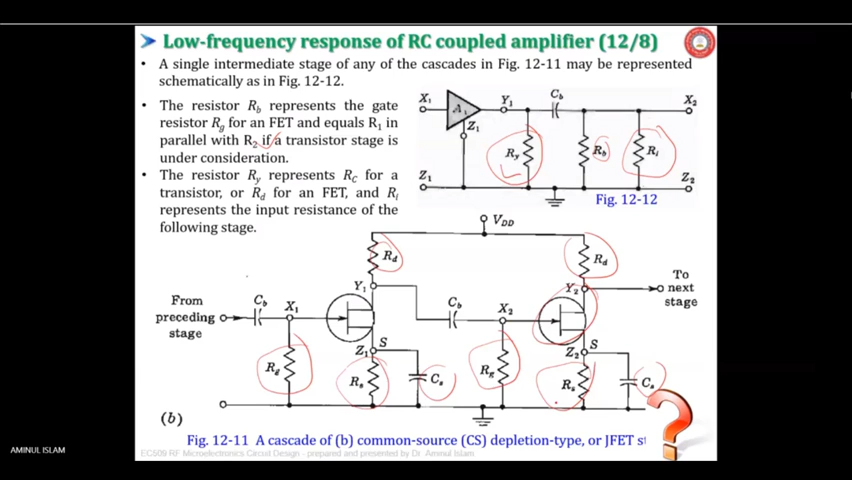 Low-frequency response of RC coupled amplifier (12/8)
• A single intermediate stage of any of the cascades in Fig. 12-11 may be represented
schematically as in Fig. 12-12.
• The resistor Rb represents the gate
resistor Rg for an FET and equals R1 in
parallel with R2 if a transistor stage is
under consideration.
• The resistor Ry represents RC for a
transistor, or Rd for an FET, and Ri
represents the input resistance of the
following stage.
X1 A1 Y1 Cb X2
Z1
Ry Rb Ri
Z1 Z2
Fig. 12-12
VDD
Rd Rd
Y1 Y2 To
next
stage
From
preceding
stage
Cb X1 Cb X2
Z1 S Z2 S
Rg Rs Cs Rg Rs Cs
(b)
Fig. 12-11 A cascade of (b) common-source (CS) depletion-type, or JFET st
EC509 RF Microelectronics Circuit Design - prepared and presented by Dr. Aminul Islam
AMINUL ISLAM